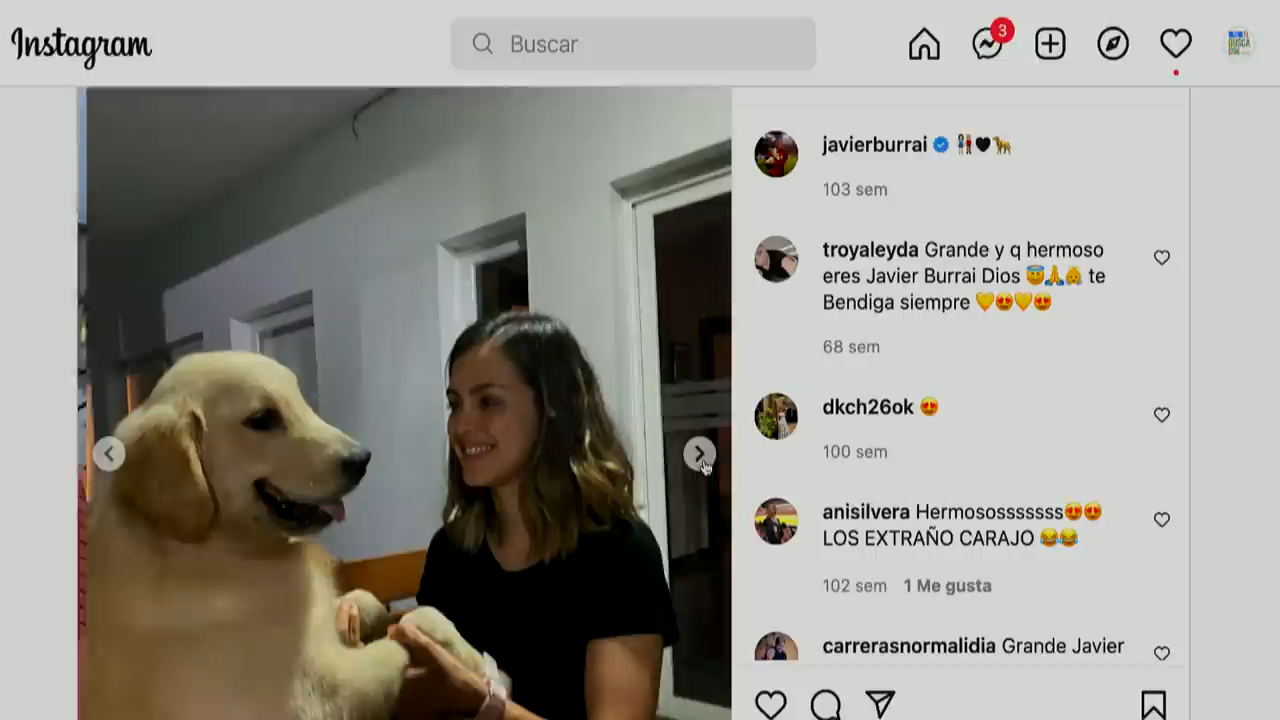 Instagram
Buscar
3
javierburrai
103 sem
troyaleyda Grande y q hermoso
eres Javier Burrai Dios 😇🙏👼 te
Bendiga siempre 💛😍💛😍
68 sem
dkch26ok 😍
100 sem
anisilvera Hermosossssssss😍😍
LOS EXTRAÑO CARAJO 😂😂
102 sem 1 Me gusta
carrerasnormalidia Grande Javier